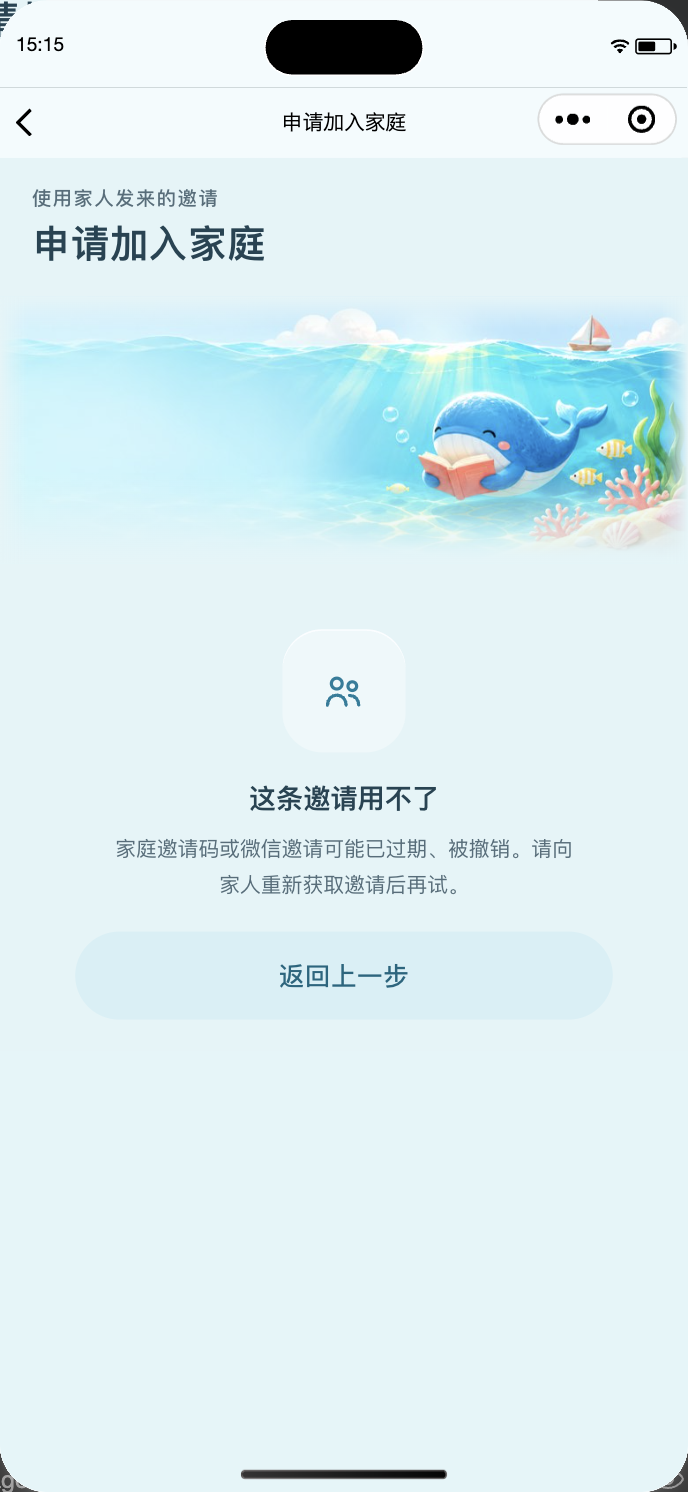 15:15
申请加入家庭
使用家人发来的邀请
申请加入家庭
这条邀请用不了
家庭邀请码或微信邀请可能已过期、被撤销。请向
家人重新获取邀请后再试。
返回上一步